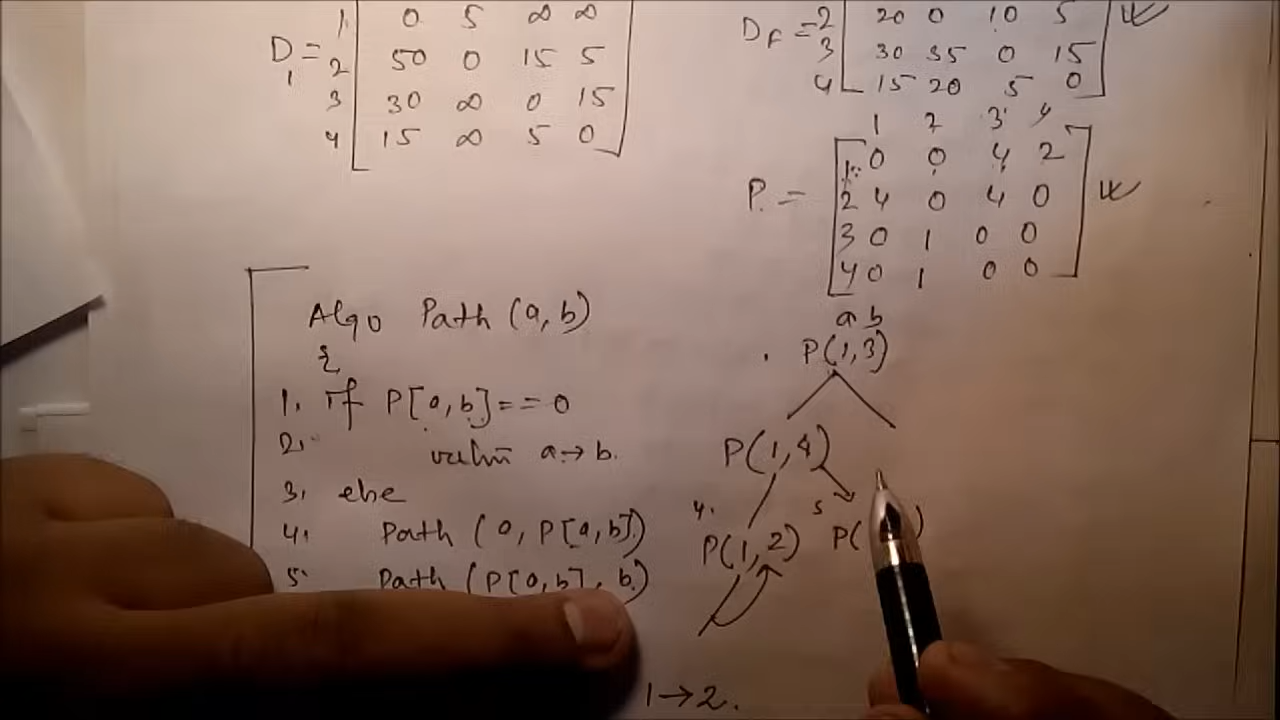 1. 0 5 ∞ ∞
D1 = 2 50 0 15 5
3 30 ∞ 0 15
4 15 ∞ 5 0
DF = 2 20 0 10 5
3 30 35 0 15
4 15 20 5 0
1 2 3 4
1. 0 0 4 2
P. = 2 4 0 4 0
3 0 1 0 0
4 0 1 0 0
Algo Path (a, b)
{
1. if P[a, b] == 0
2. return a → b.
3. else
4. Path (a, P[a, b])
5. Path (P[a, b], b)
a b
P(1, 3)
P(1, 4)
4. 5
P(1, 2) P( )
1 → 2.